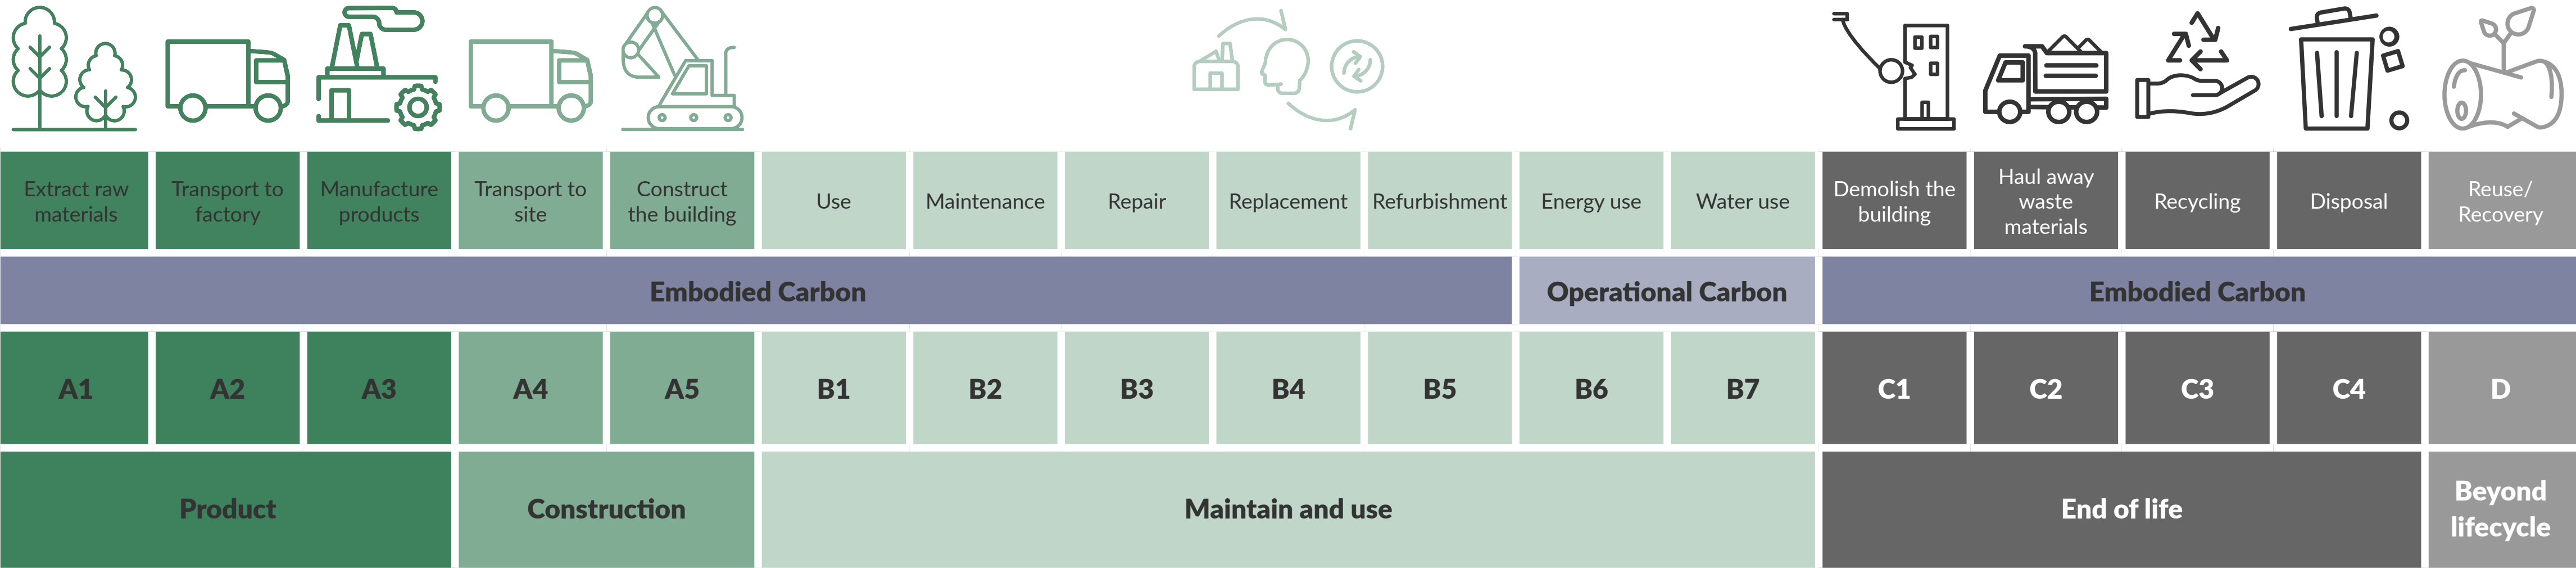 Extract raw
materials
Transport to
factory
Manufacture
products
Transport to
site
Construct
the building
Use
Maintenance
Repair
Replacement
Refurbishment
Energy use
Water use
Demolish the
building
Haul away
waste
materials
Recycling
Disposal
Reuse/
Recovery
Embodied Carbon
Operational Carbon
Embodied Carbon
A1
A2
A3
A4
A5
B1
B2
B3
B4
B5
B6
B7
C1
C2
C3
C4
D
Product
Construction
Maintain and use
End of life
Beyond
lifecycle